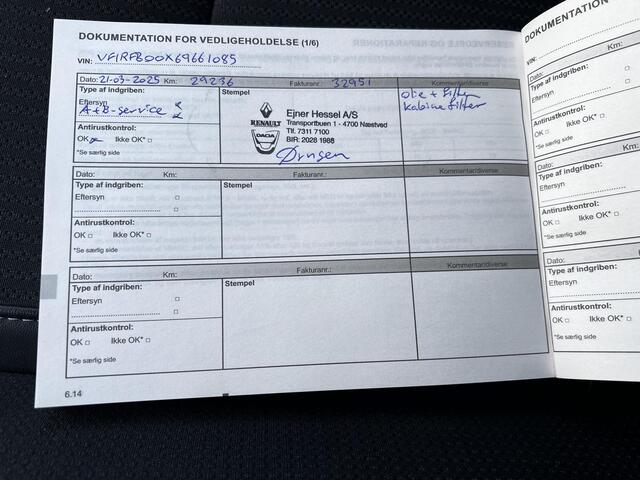 DOKUMENTATION FOR VEDLIGEHOLDELSE (1/6)
VIN: VF1RFB00X69661085
Dato: 21-03-2025 Km: 29236 Fakturanr.: 32951 Kommentar/diverse
Type af indgriben:
Eftersyn
A+B-service
Antirustkontrol:
OK Ikke OK*
*Se særlig side
Stempel
RENAULT
DACIA
Ejner Hessel A/S
Transportbuen 1 - 4700 Næstved
Tlf. 7311 7100
BIR: 2028 1988
Ørnsen
olie + Filter
kabine filter
Dato: Km: Fakturanr.: Kommentar/diverse
Type af indgriben:
Eftersyn
Antirustkontrol:
OK Ikke OK*
*Se særlig side
Stempel
Dato: Km: Fakturanr.: Kommentar/diverse
Type af indgriben:
Eftersyn
Antirustkontrol:
OK Ikke OK*
*Se særlig side
Stempel
6.14
DOKUMENTATION
VIN:
Dato:
Type af indgriben:
Eftersyn
Antirustkontrol:
OK Ikke OK*
*Se særlig side
Dato:
Type af indgriben:
Eftersyn
Antirustkontrol:
OK Ikke OK*
*Se særlig side
Dato:
Type af indgriben:
Eftersyn
Antirustkontrol:
OK Ikke OK*
*Se særlig side